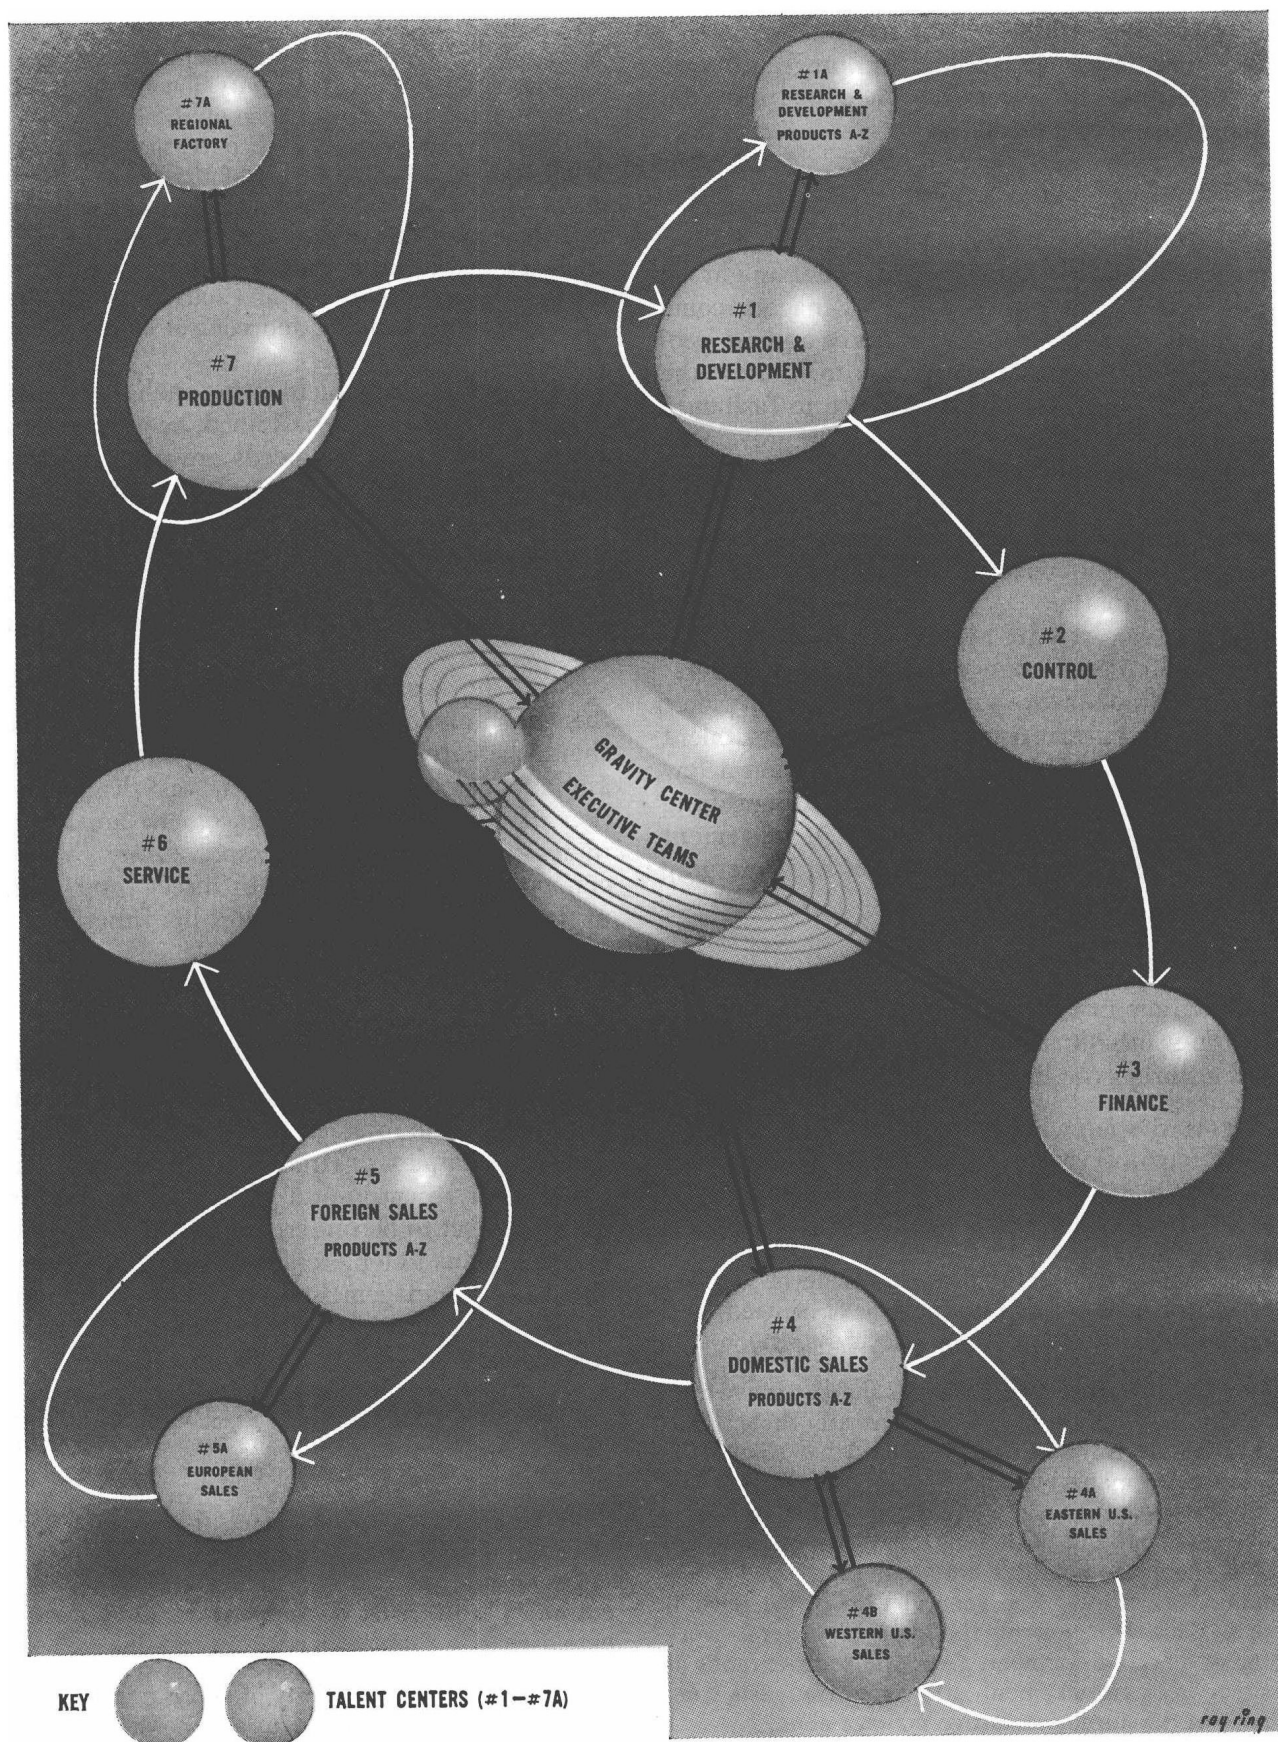 #7A
REGIONAL
FACTORY
#1A
RESEARCH &
DEVELOPMENT
PRODUCTS A-Z
#1
RESEARCH &
DEVELOPMENT
#7
PRODUCTION
#2
CONTROL
GRAVITY CENTER
EXECUTIVE TEAMS
#6
SERVICE
#3
FINANCE
#5
FOREIGN SALES
PRODUCTS A-Z
#4
DOMESTIC SALES
PRODUCTS A-Z
#5A
EUROPEAN
SALES
#4A
EASTERN U.S.
SALES
#4B
WESTERN U.S.
SALES
KEY TALENT CENTERS (#1—#7A)
ray ring